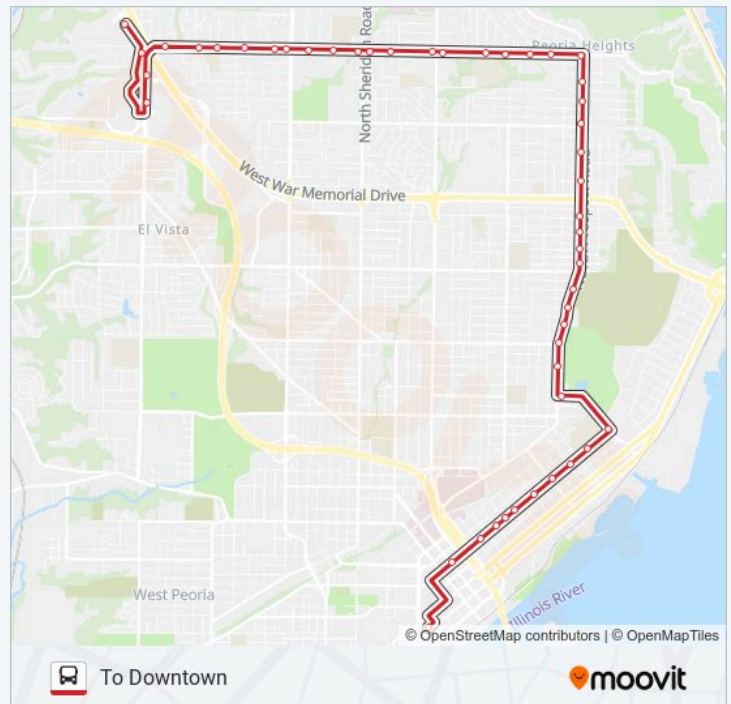 Peoria Heights
North Sheridan Road
West War Memorial Drive
El Vista
West Peoria
Illinois River
© OpenStreetMap contributors | © OpenMapTiles
To Downtown
moovit